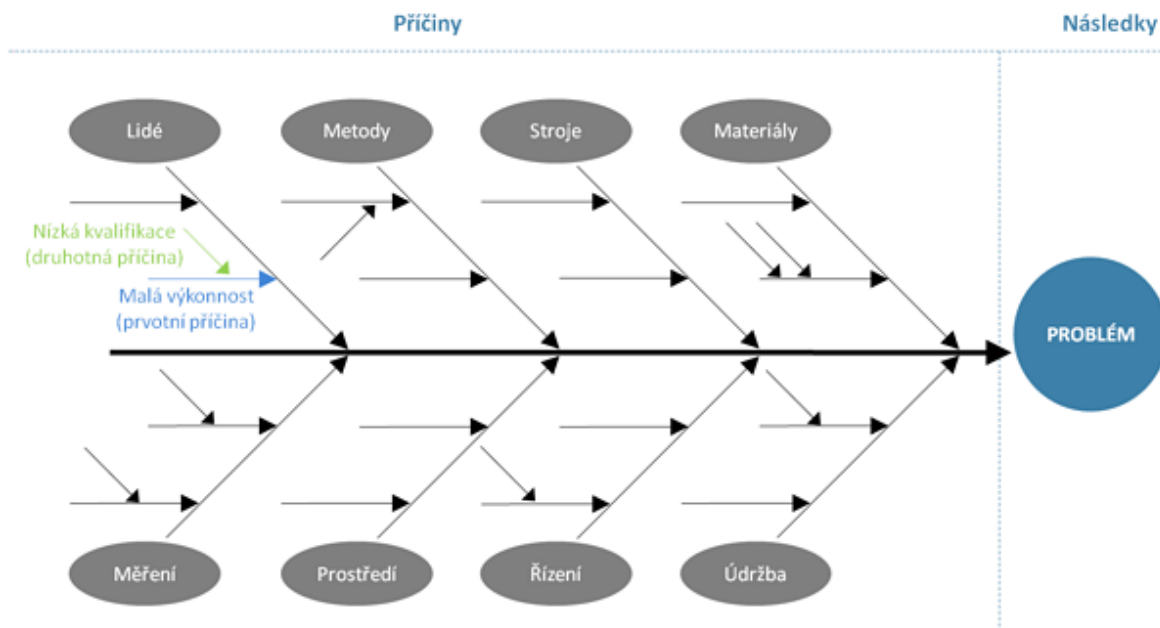 Příčiny
Následky
Lidé
Metody
Stroje
Materiály
Nízká kvalifikace
(druhotná příčina)
Malá výkonnost
(prvotní příčina)
PROBLÉM
Měření
Prostředí
Řízení
Údržba